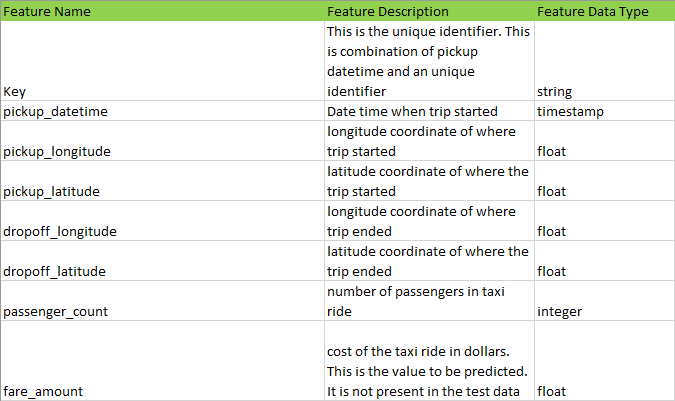 Feature Name Feature Description Feature Data Type
This is the unique identifier. This
is combination of pickup
datetime and an unique
Key identifier string
pickup_datetime Date time when trip started timestamp
longitude coordinate of where
pickup_longitude trip started float
latitude coordinate of where the
pickup_latitude trip started float
longitude coordinate of where
dropoff_longitude trip ended float
latitude coordinate of where the
dropoff_latitude trip ended float
number of passengers in taxi
passenger_count ride integer
cost of the taxi ride in dollars.
This is the value to be predicted.
fare_amount It is not present in the test data float